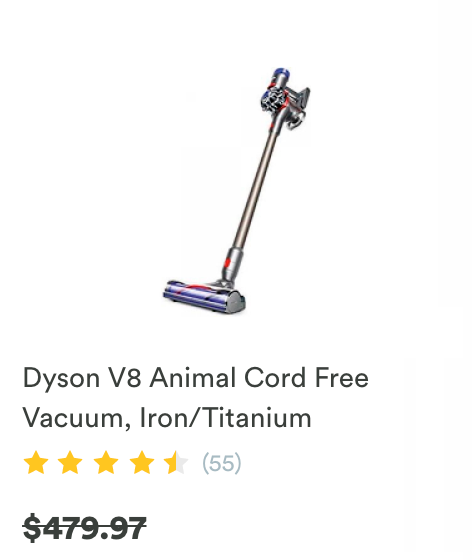 Dyson V8 Animal Cord Free
Vacuum, Iron/Titanium
(55)
$479.97